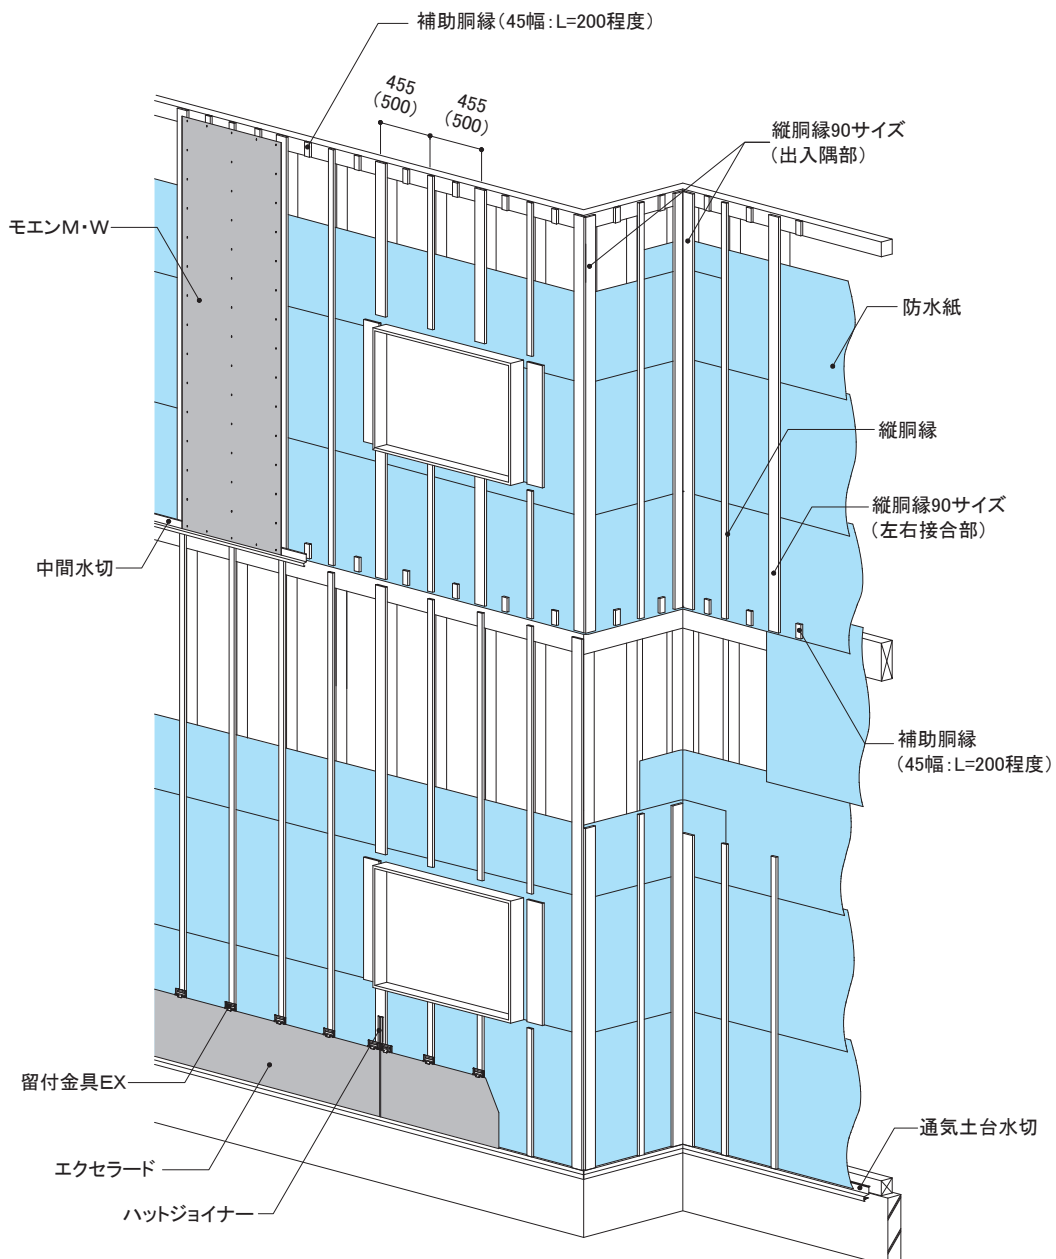 補助胴縁（45幅：L=200程度）
455
（500）
455
（500）
縦胴縁90サイズ
（出入隅部）
モエンM・W
防水紙
縦胴縁
縦胴縁90サイズ
（左右接合部）
中間水切
補助胴縁
（45幅：L=200程度）
留付金具EX
通気土台水切
エクセラード
ハットジョイナー